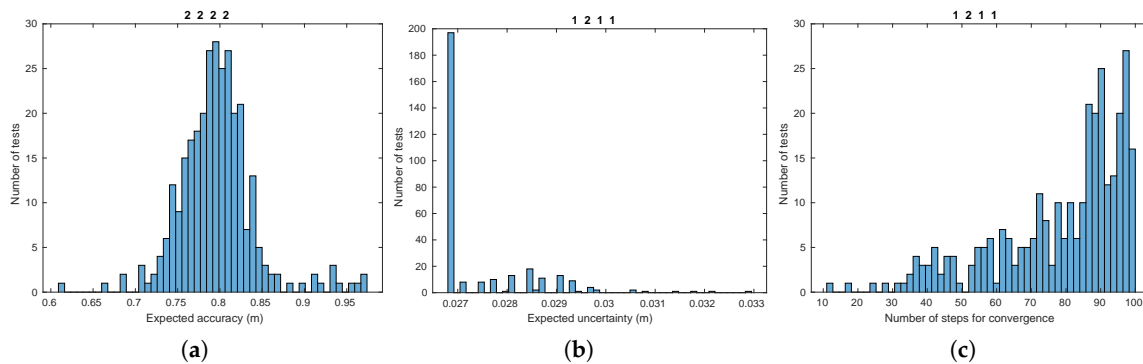 2 2 2 2
30
25
20
15
10
5
0
Number of tests
0.6 0.65 0.7 0.75 0.8 0.85 0.9 0.95
Expected accuracy (m)
(a)
1 2 1 1
200
180
160
140
120
100
80
60
40
20
0
Number of tests
0.027 0.028 0.029 0.03 0.031 0.032 0.033
Expected uncertainty (m)
(b)
1 2 1 1
30
25
20
15
10
5
0
Number of tests
10 20 30 40 50 60 70 80 90 100
Number of steps for convergence
(c)